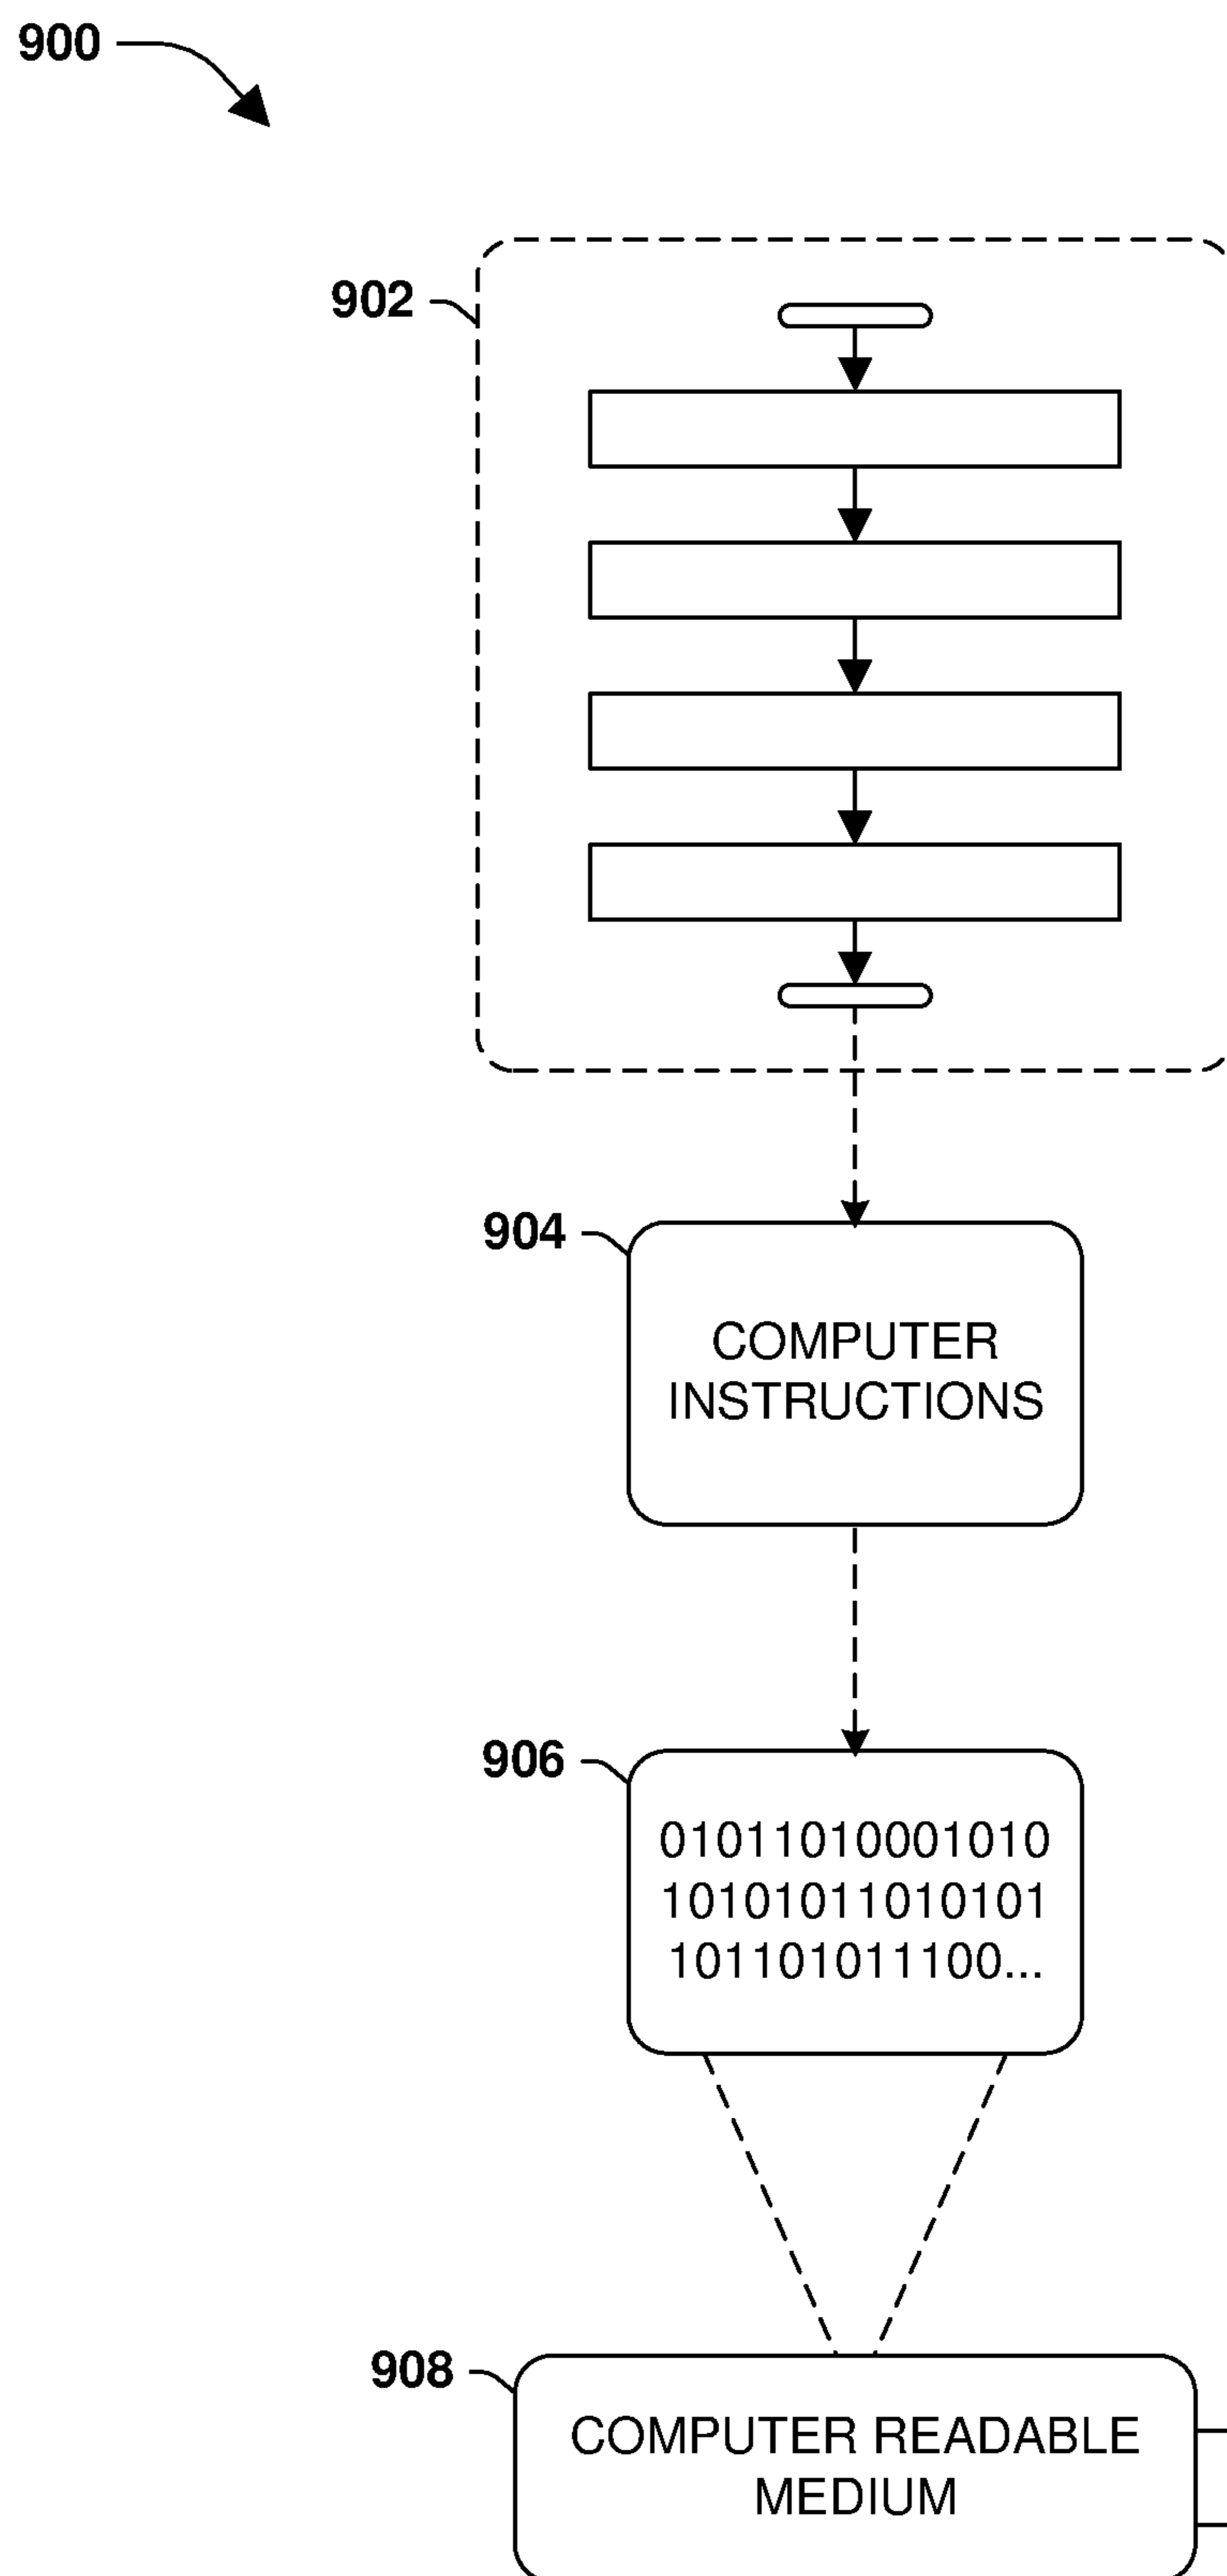 900
902
904
COMPUTER
INSTRUCTIONS
906
01011010001010
10101011010101
101101011100...
908
COMPUTER READABLE
MEDIUM